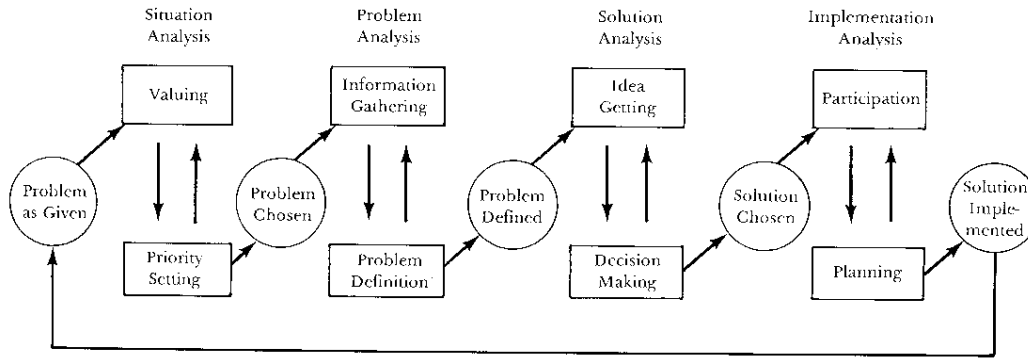 Situation
Analysis
Problem
Analysis
Solution
Analysis
Implementation
Analysis
Valuing
Information
Gathering
Idea
Getting
Participation
Problem
as Given
Problem
Chosen
Problem
Defined
Solution
Chosen
Solution
Imple-
mented
Priority
Setting
Problem
Definition
Decision
Making
Planning